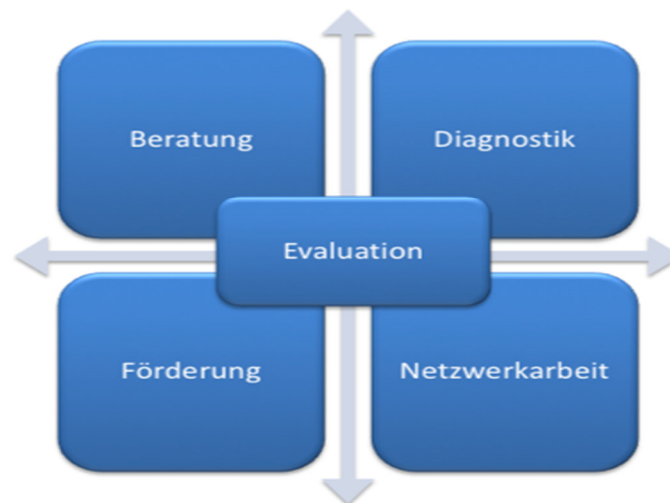 Beratung
Diagnostik
Evaluation
Förderung
Netzwerkarbeit